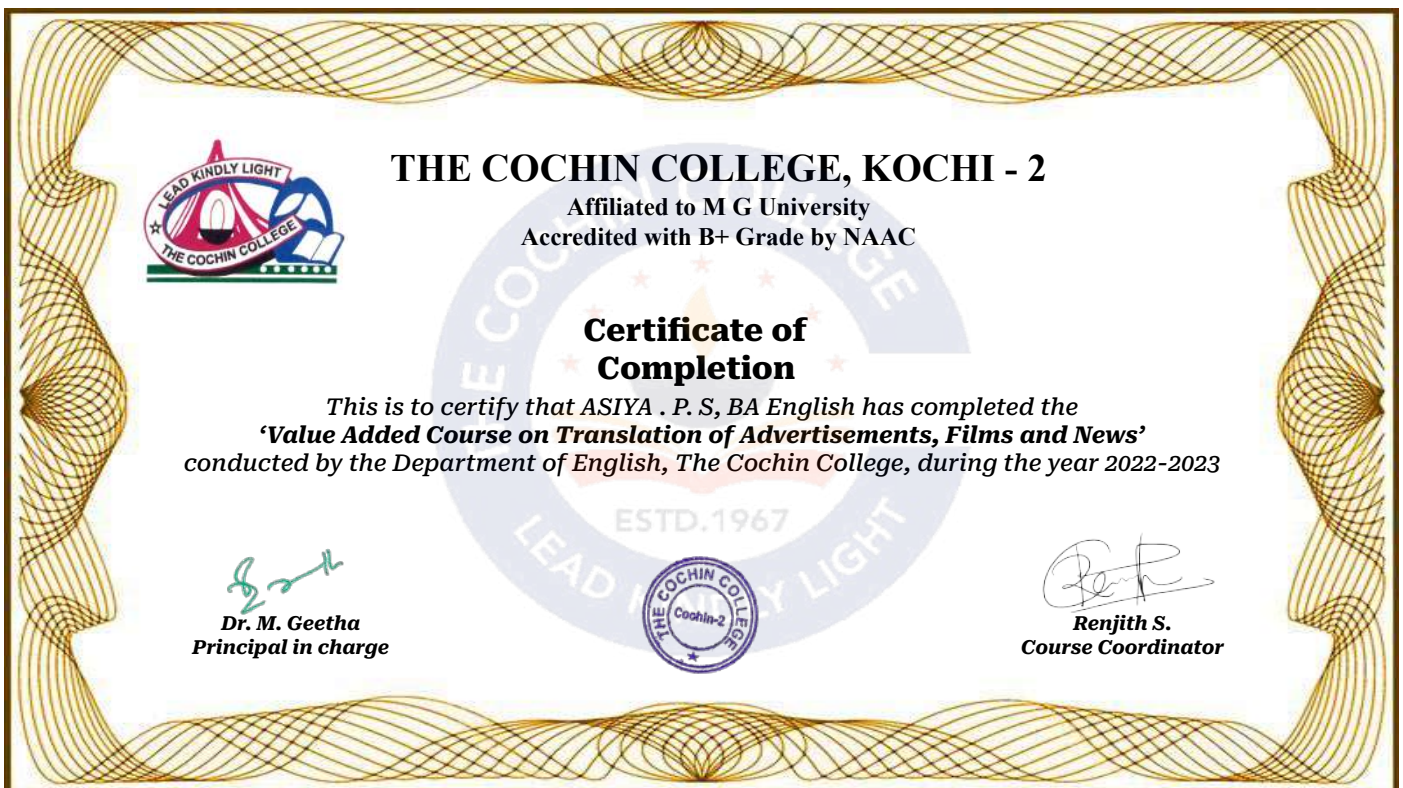 LEAD KINDLY LIGHT
THE COCHIN COLLEGE
THE COCHIN COLLEGE, KOCHI - 2
Affiliated to M G University
Accredited with B+ Grade by NAAC
THE COCHIN COLLEGE
Certificate of
Completion
This is to certify that ASIYA . P. S, BA English has completed the
‘Value Added Course on Translation of Advertisements, Films and News’
conducted by the Department of English, The Cochin College, during the year 2022-2023
ESTD.1967
LEAD KINDLY LIGHT
Dr. M. Geetha
Principal in charge
THE COCHIN COLLEGE
Cochin-2
Renjith S.
Course Coordinator